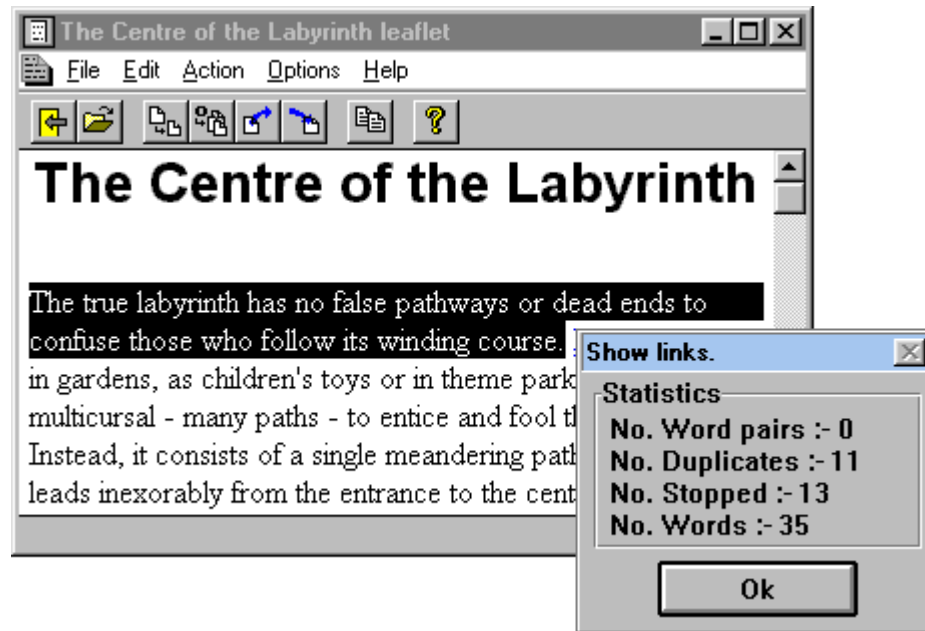 The Centre of the Labyrinth leaflet
File Edit Action Options Help
The Centre of the Labyrinth
The true labyrinth has no false pathways or dead ends to
confuse those who follow its winding course.
in gardens, as children's toys or in theme park
multicursal - many paths - to entice and fool
Instead, it consists of a single meandering path
leads inexorably from the entrance to the cent
Show links.
Statistics
No. Word pairs :- 0
No. Duplicates :- 11
No. Stopped :- 13
No. Words :- 35
Ok